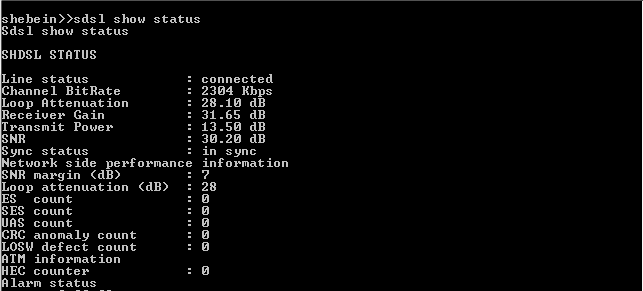 shebein>>sdsl show status
Sdsl show status
SHDSL STATUS
Line status : connected
Channel BitRate : 2304 Kbps
Loop Attenuation : 28.10 dB
Receiver Gain : 31.65 dB
Transmit Power : 13.50 dB
SNR : 30.20 dB
Sync status : in sync
Network side performance information
SNR margin (dB) : 7
Loop attenuation (dB) : 28
ES count : 0
SES count : 0
UAS count : 0
CRC anomaly count : 0
LOSW defect count : 0
ATM information
HEC counter : 0
Alarm status